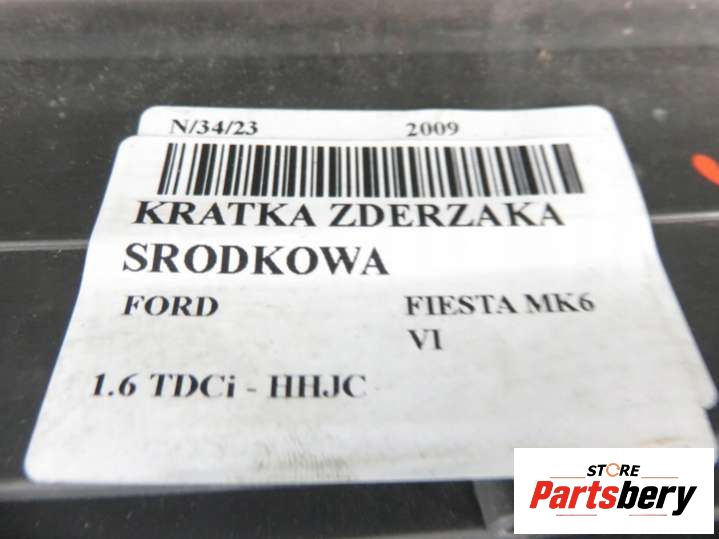 N/34/23 2009
KRATKA ZDERZAKA
SRODKOWA
FORD FIESTA MK6
VI
1.6 TDCi - HHJC
STORE
Partsbery